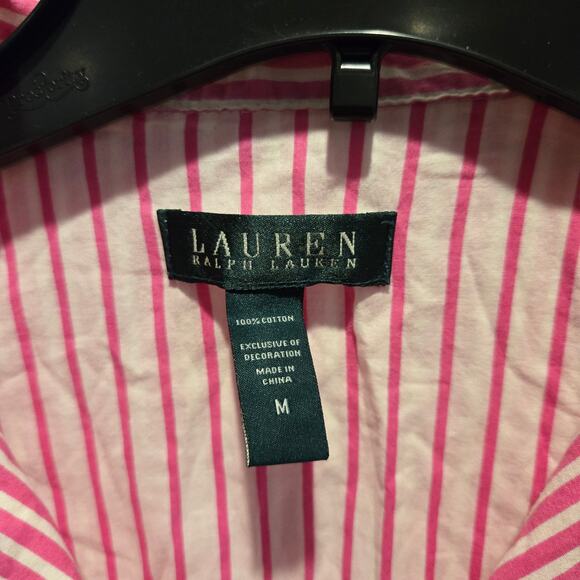 LAUREN
RALPH LAUREN
100% COTTON
EXCLUSIVE OF
DECORATION
MADE IN
CHINA
M